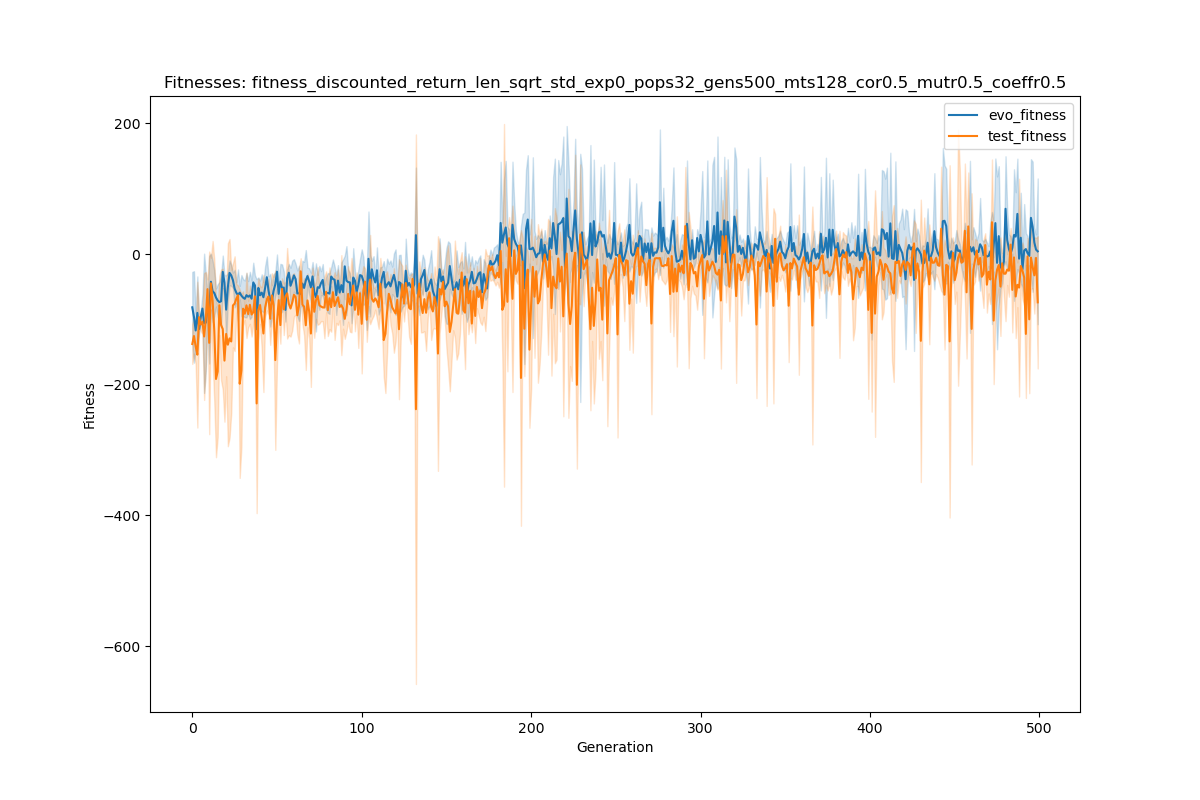 Fitnesses: fitness_discounted_return_len_sqrt_std_exp0_pops32_gens500_mts128_cor0.5_mutr0.5_coeffr0.5
evo_fitness
test_fitness
200
0
−200
−400
−600
Fitness
0
100
200
300
400
500
Generation